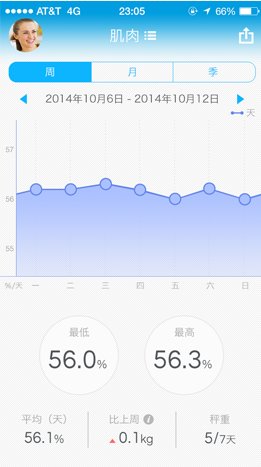 AT&T 4G 23:05 66%
肌肉
周 月 季
2014年10月6日 - 2014年10月12日
天
57
56
55
%/天 一 二 三 四 五 六 日
最低 最高
56.0% 56.3%
平均（天） 比上周 秤重
56.1% 0.1kg 5/7天